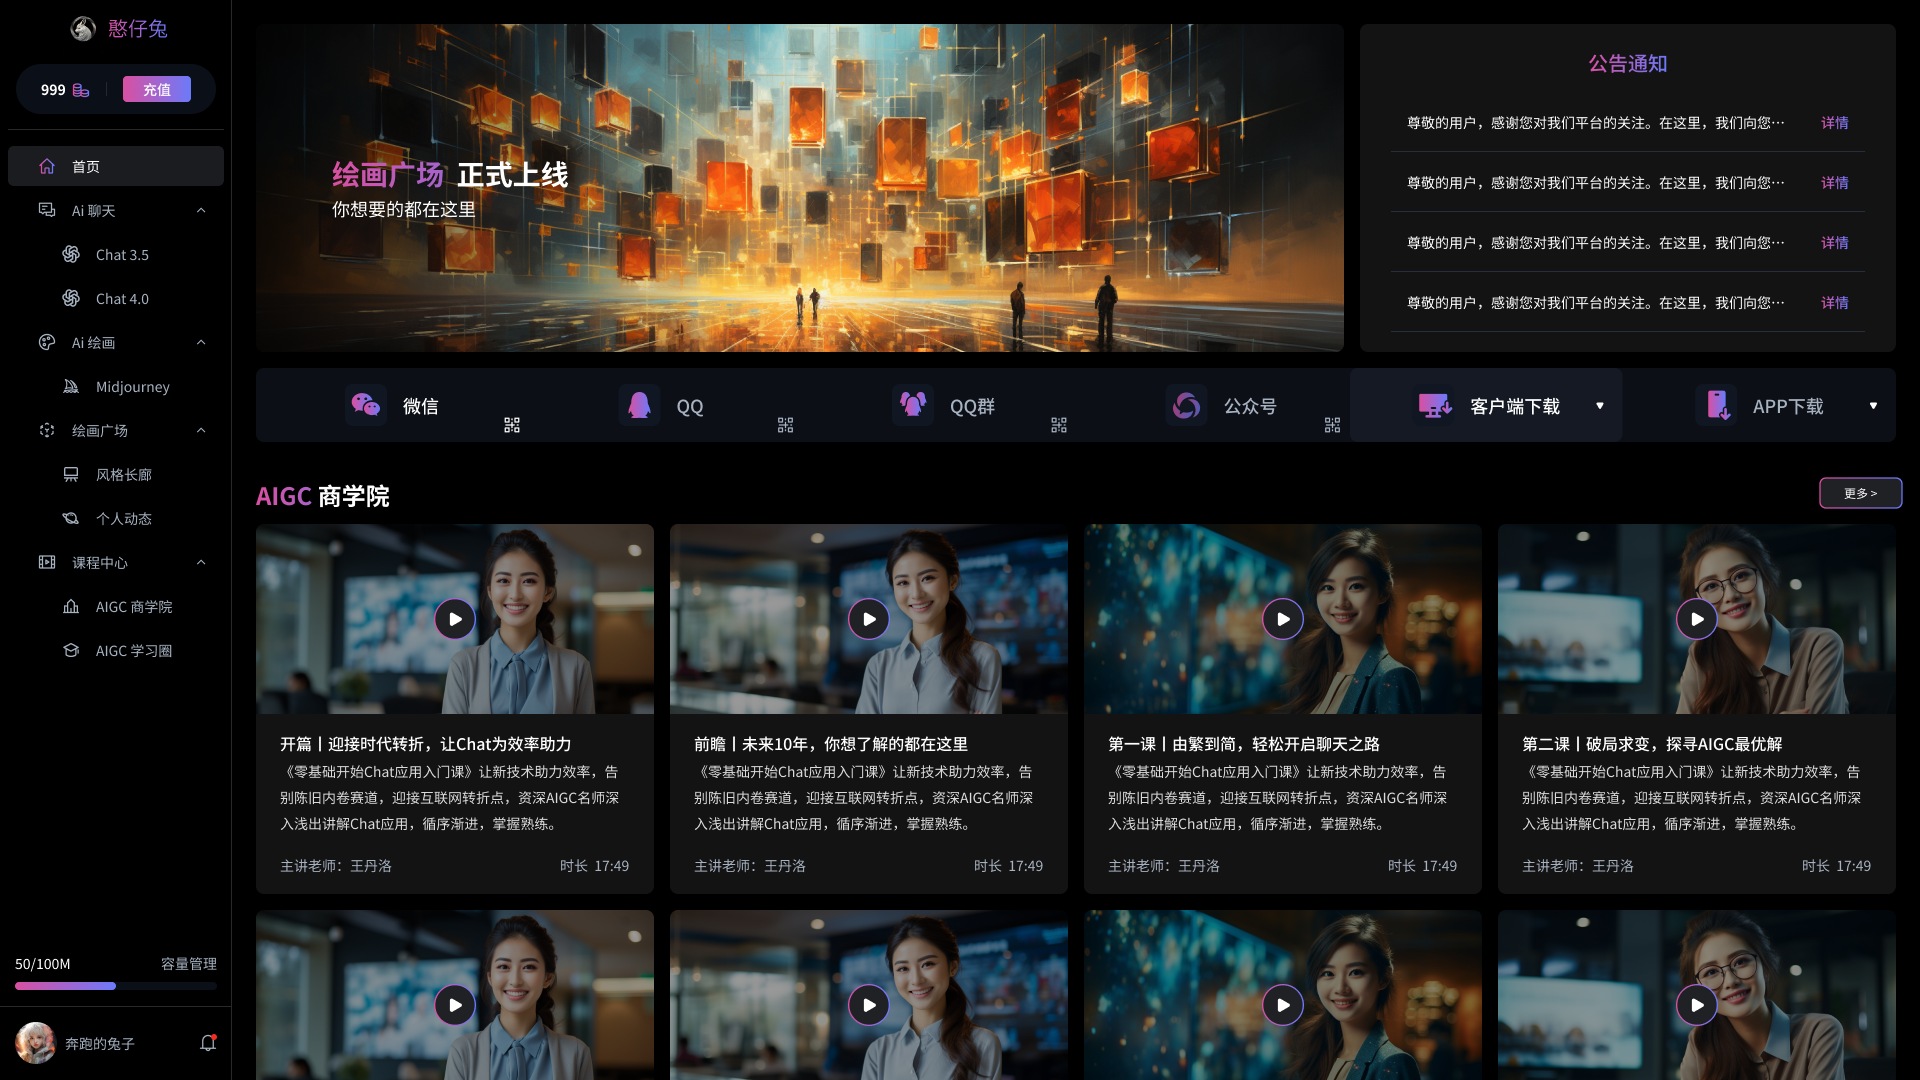 憨仔兔
999
充值
首页
Ai 聊天
Chat 3.5
Chat 4.0
Ai 绘画
Midjourney
绘画广场
风格长廊
个人动态
课程中心
AIGC 商学院
AIGC 学习圈
50/100M 容量管理
奔跑的兔子
绘画广场 正式上线
你想要的都在这里
公告通知
尊敬的用户，感谢您对我们平台的关注。在这里，我们向您… 详情
尊敬的用户，感谢您对我们平台的关注。在这里，我们向您… 详情
尊敬的用户，感谢您对我们平台的关注。在这里，我们向您… 详情
尊敬的用户，感谢您对我们平台的关注。在这里，我们向您… 详情
微信 QQ QQ群 公众号 客户端下载 APP下载
AIGC 商学院
更多 >
开篇丨迎接时代转折，让Chat为效率助力
《零基础开始Chat应用入门课》让新技术助力效率，告
别陈旧内卷赛道，迎接互联网转折点，资深AIGC名师深
入浅出讲解Chat应用，循序渐进，掌握熟练。
主讲老师：王丹洛 时长 17:49
前瞻丨未来10年，你想了解的都在这里
《零基础开始Chat应用入门课》让新技术助力效率，告
别陈旧内卷赛道，迎接互联网转折点，资深AIGC名师深
入浅出讲解Chat应用，循序渐进，掌握熟练。
主讲老师：王丹洛 时长 17:49
第一课丨由繁到简，轻松开启聊天之路
《零基础开始Chat应用入门课》让新技术助力效率，告
别陈旧内卷赛道，迎接互联网转折点，资深AIGC名师深
入浅出讲解Chat应用，循序渐进，掌握熟练。
主讲老师：王丹洛 时长 17:49
第二课丨破局求变，探寻AIGC最优解
《零基础开始Chat应用入门课》让新技术助力效率，告
别陈旧内卷赛道，迎接互联网转折点，资深AIGC名师深
入浅出讲解Chat应用，循序渐进，掌握熟练。
主讲老师：王丹洛 时长 17:49